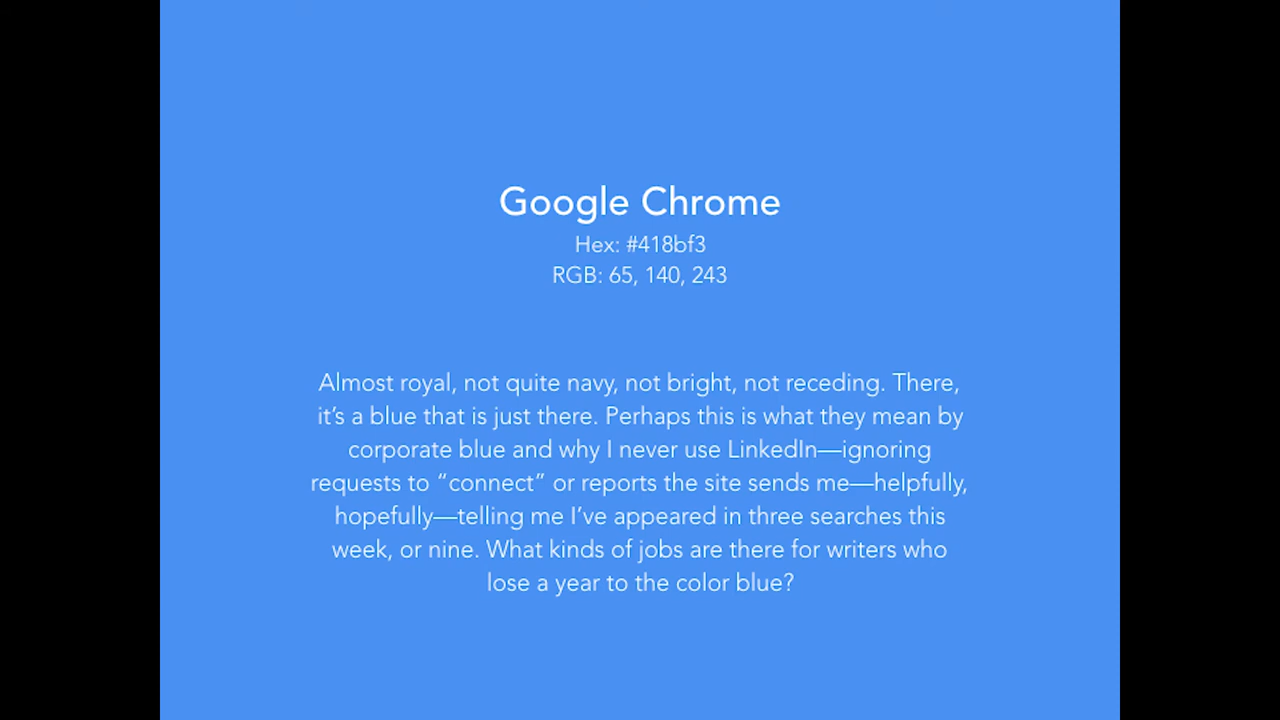 Google Chrome
Hex: #418bf3
RGB: 65, 140, 243
Almost royal, not quite navy, not bright, not receding. There,
it’s a blue that is just there. Perhaps this is what they mean by
corporate blue and why I never use LinkedIn—ignoring
requests to “connect” or reports the site sends me—helpfully,
hopefully—telling me I’ve appeared in three searches this
week, or nine. What kinds of jobs are there for writers who
lose a year to the color blue?